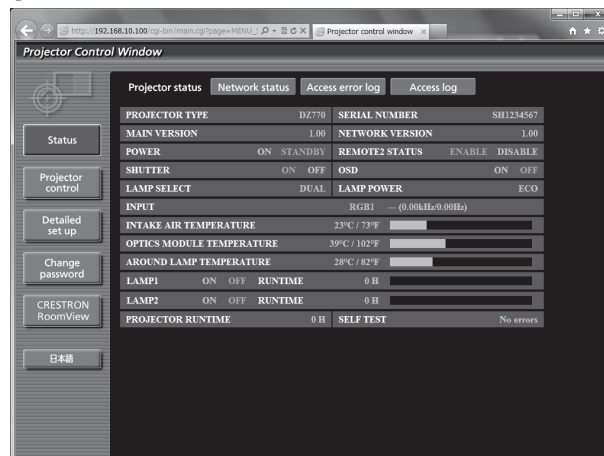 http://192.168.10.100/cgi-bin/main.cgi?page=MENU_S
Projector control window
Projector Control Window
Projector status Network status Access error log Access log
Status
Projector control
Detailed set up
Change password
CRESTRON RoomView
日本語
PROJECTOR TYPE DZ770 SERIAL NUMBER SH1234567
MAIN VERSION 1.00 NETWORK VERSION 1.00
POWER ON STANDBY REMOTE2 STATUS ENABLE DISABLE
SHUTTER ON OFF OSD ON OFF
LAMP SELECT DUAL LAMP POWER ECO
INPUT RGB1 — (0.00kHz/0.00Hz)
INTAKE AIR TEMPERATURE 23°C / 73°F
OPTICS MODULE TEMPERATURE 39°C / 102°F
AROUND LAMP TEMPERATURE 28°C / 82°F
LAMP1 ON OFF RUNTIME 0 H
LAMP2 ON OFF RUNTIME 0 H
PROJECTOR RUNTIME 0 H SELF TEST No errors